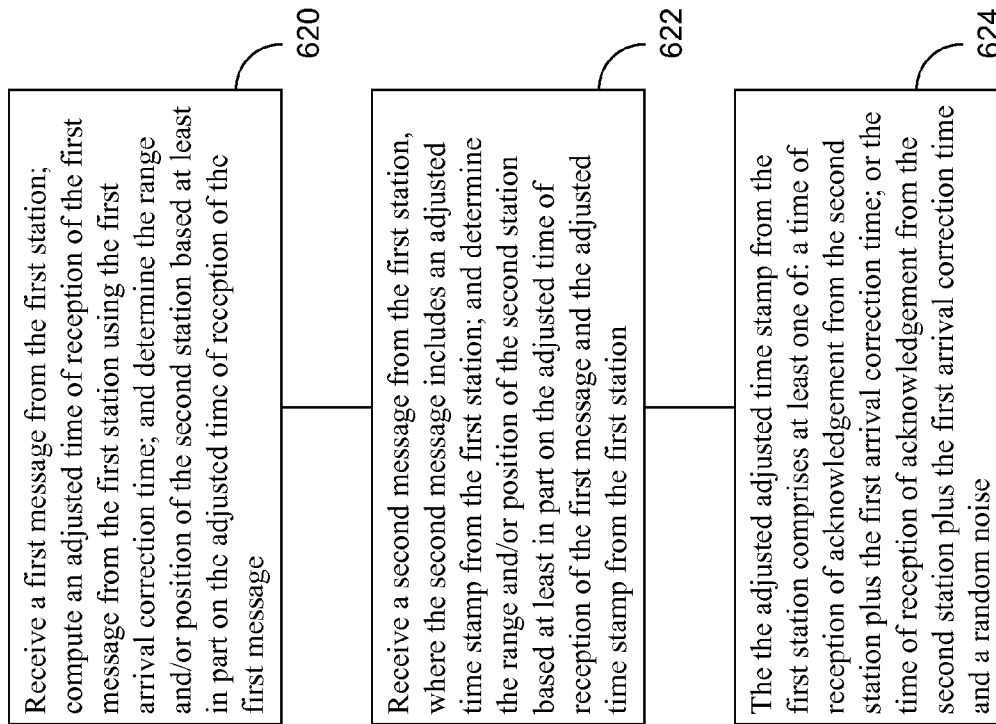 Receive a first message from the first station;
compute an adjusted time of reception of the first
message from the first station using the first
arrival correction time; and determine the range
and/or position of the second station based at least
in part on the adjusted time of reception of the
first message
620
Receive a second message from the first station,
where the second message includes an adjusted
time stamp from the first station; and determine
the range and/or position of the second station
based at least in part on the adjusted time of
reception of the first message and the adjusted
time stamp from the first station
622
The the adjusted adjusted time stamp from the
first station comprises at least one of: a time of
reception of acknowledgement from the second
station plus the first arrival correction time; or the
time of reception of acknowledgement from the
second station plus the first arrival correction time
and a random noise
624